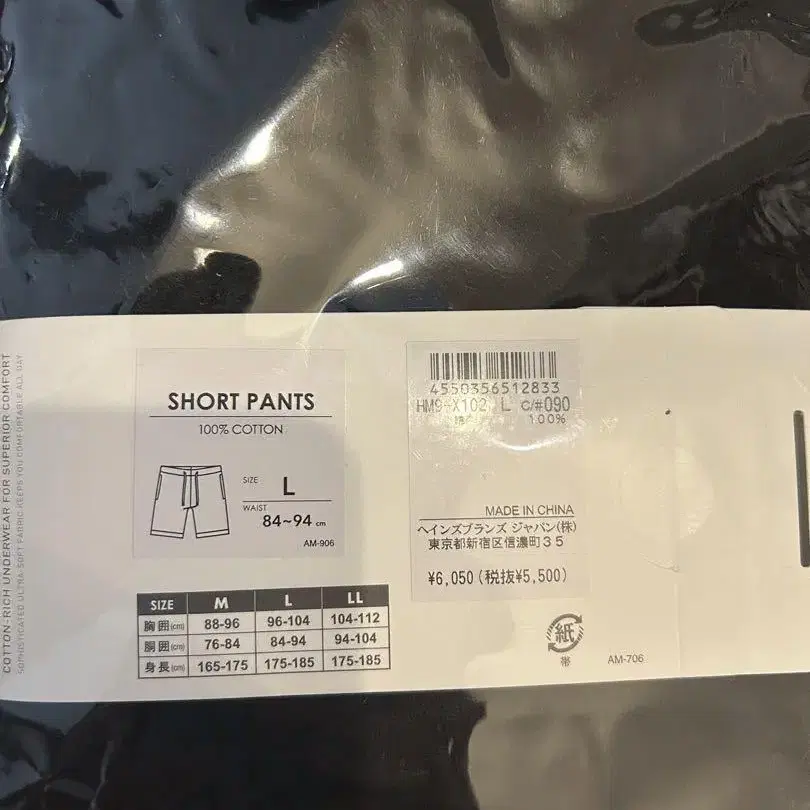 COTTON-RICH UNDERWEAR FOR SUPERIOR COMFORT
SOPHISTICATED ULTRA-SOFT FABRIC KEEPS YOU COMFORTABLE ALL DAY
SHORT PANTS
100% COTTON
SIZE L
WAIST
84~94 cm
AM-906
4550356512833
HM9-X102 L C/#090
100%
MADE IN CHINA
ヘインズブランズ ジャパン(株)
東京都新宿区信濃町35
¥6,050(税抜¥5,500)
SIZE M L LL
胸囲(cm) 88-96 96-104 104-112
胴囲(cm) 76-84 84-94 94-104
身長(cm) 165-175 175-185 175-185
紙
帯
AM-706